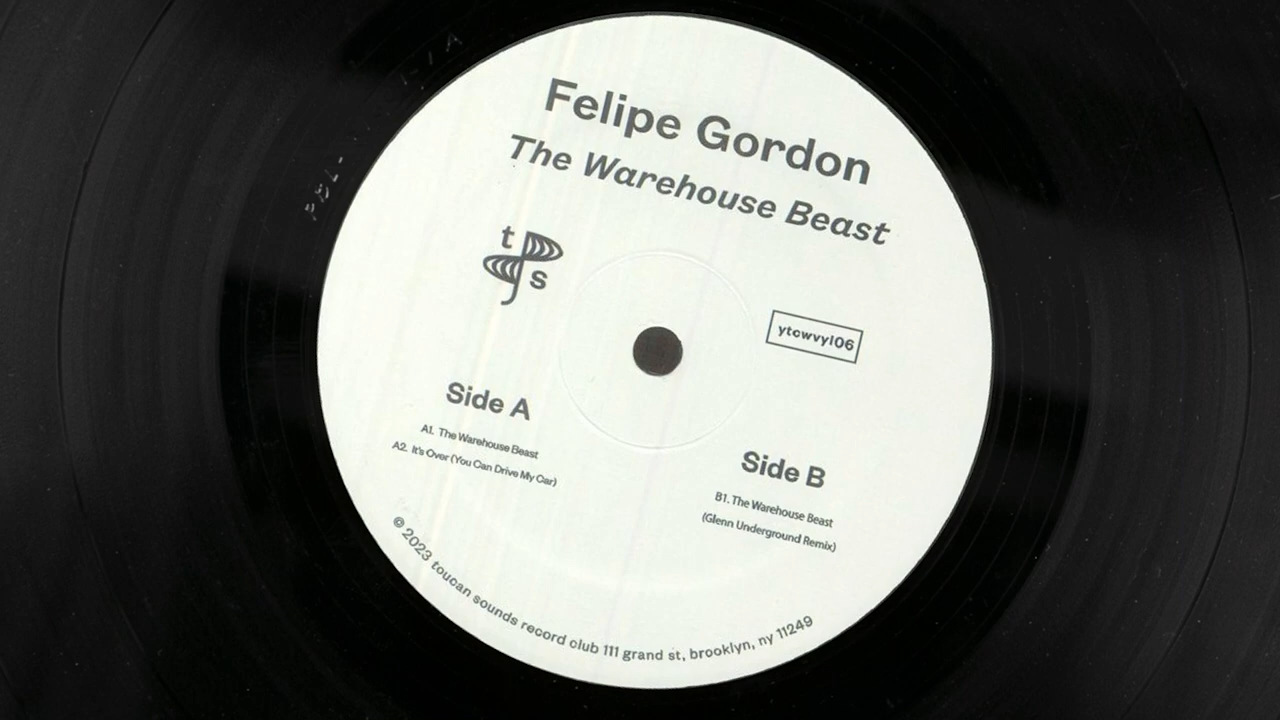 Felipe Gordon
The Warehouse Beast
t
s
ytcwvyl06
Side A
A1. The Warehouse Beast
A2. It's Over (You Can Drive My Car)
Side B
B1. The Warehouse Beast
(Glenn Underground Remix)
© 2023 toucan sounds record club 111 grand st, brooklyn, ny 11249